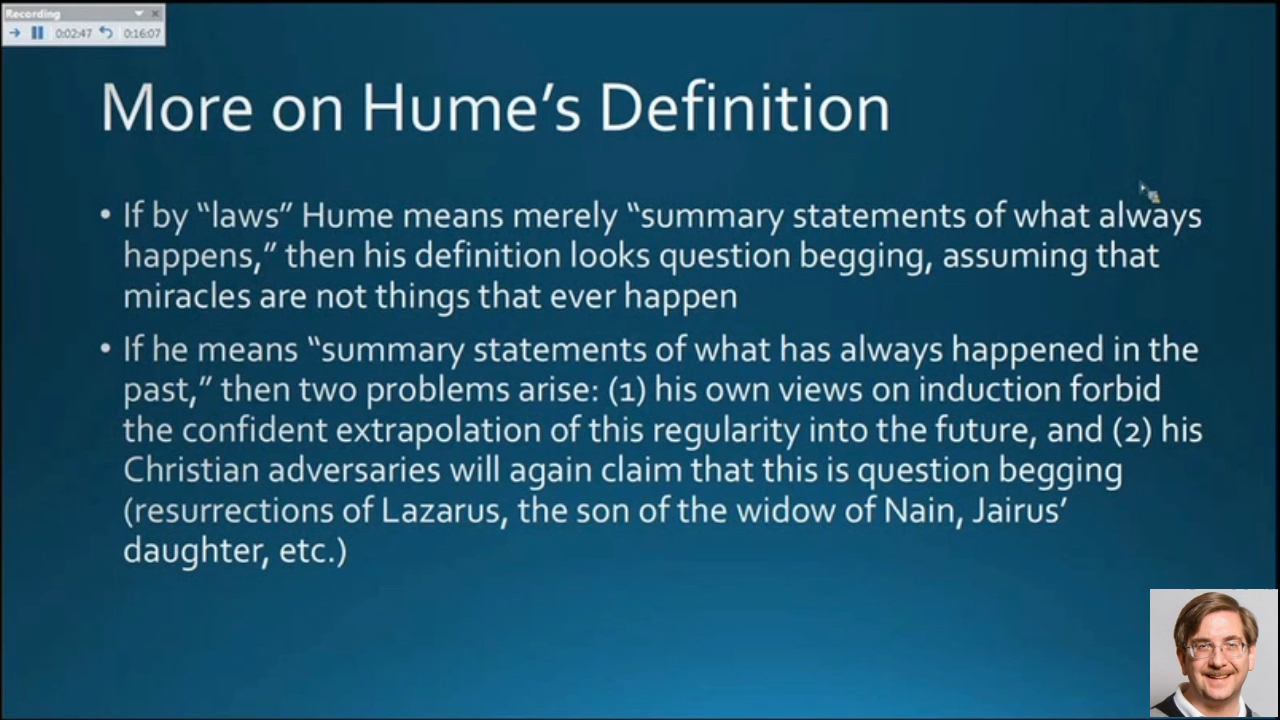 Recording
0:02:47 0:16:07
More on Hume’s Definition
• If by “laws” Hume means merely “summary statements of what always
happens,” then his definition looks question begging, assuming that
miracles are not things that ever happen
• If he means “summary statements of what has always happened in the
past,” then two problems arise: (1) his own views on induction forbid
the confident extrapolation of this regularity into the future, and (2) his
Christian adversaries will again claim that this is question begging
(resurrections of Lazarus, the son of the widow of Nain, Jairus’
daughter, etc.)